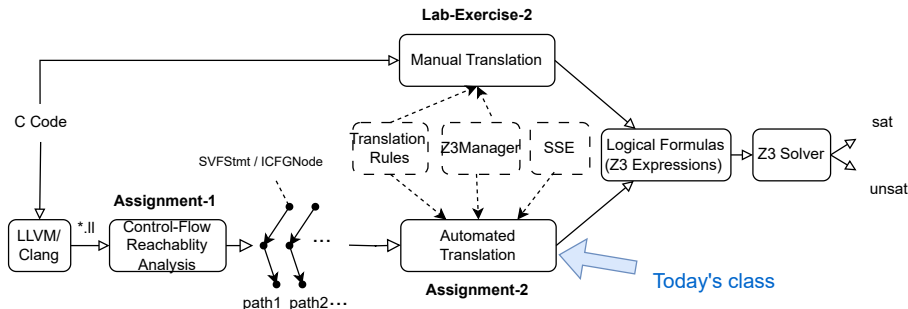 Lab-Exercise-2
Manual Translation
C Code
sat
Translation
Rules
Z3Manager
SSE
Logical Formulas
(Z3 Expressions)
Z3 Solver
SVFStmt / ICFGNode
unsat
Assignment-1
LLVM/
Clang
*.ll
Control-Flow
Reachablity
Analysis
...
Automated
Translation
path1
path2...
Assignment-2
Today's class